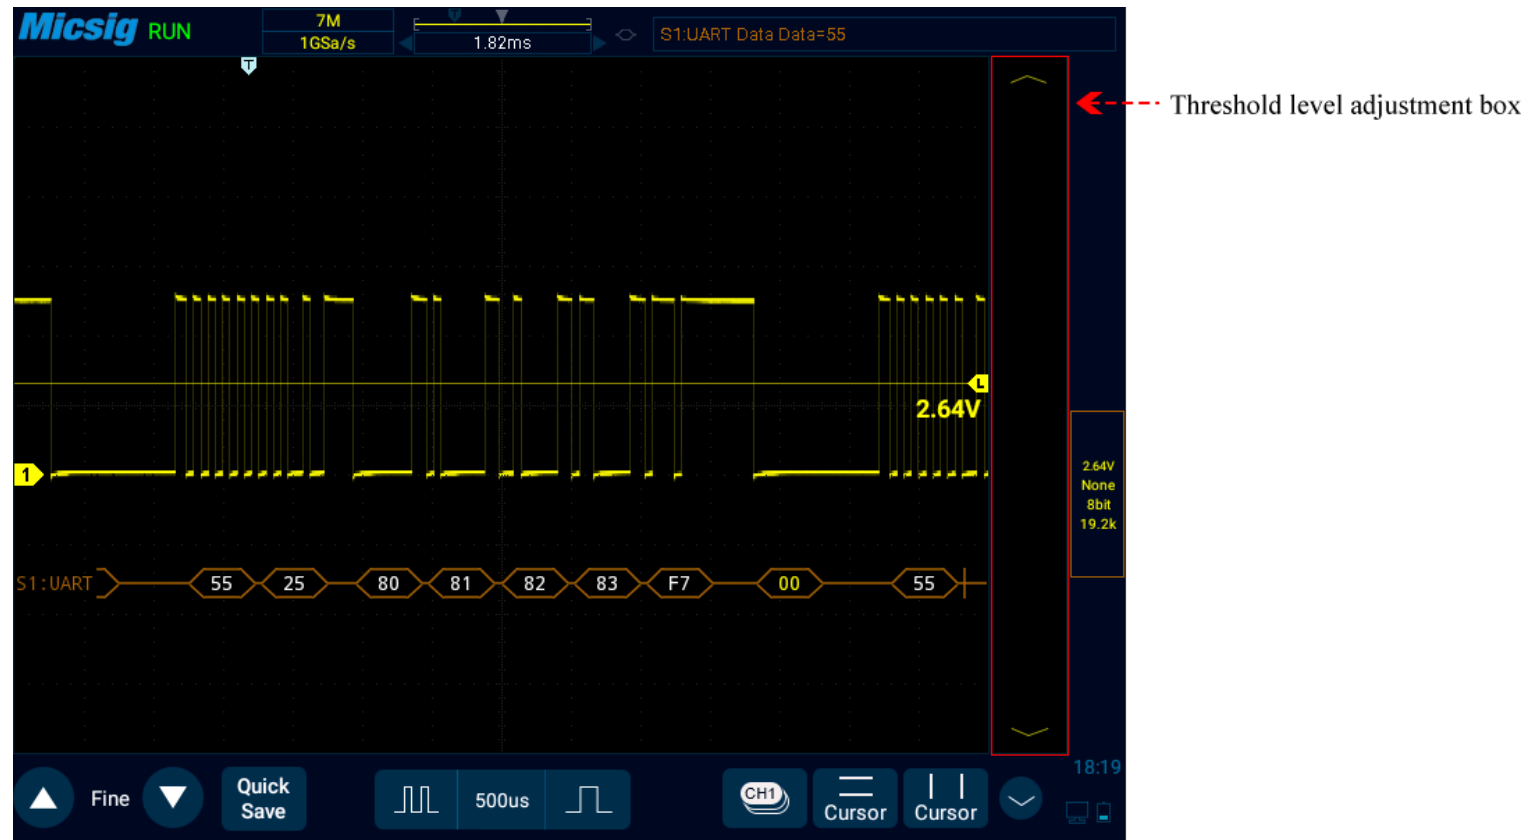 Micsig RUN
7M
1GSa/s
T
1.82ms
S1:UART Data Data=55
Threshold level adjustment box
T
L
2.64V
1
2.64V
None
8bit
19.2k
S1:UART 55 25 80 81 82 83 F7 00 55
18:19
Fine
Quick
Save
500us
CH1
Cursor
Cursor